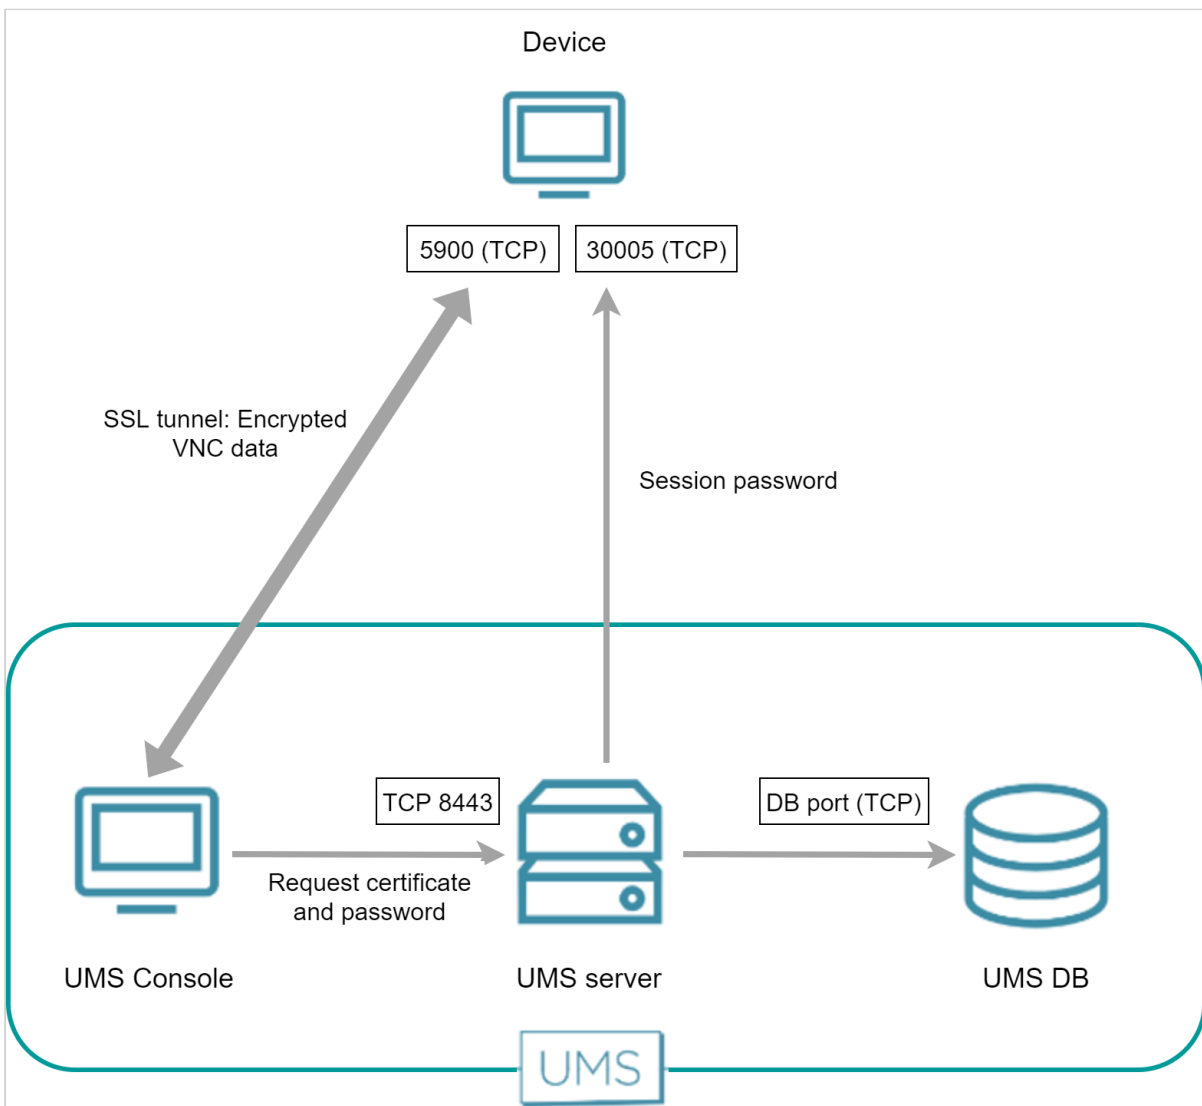 Device
5900 (TCP)
30005 (TCP)
SSL tunnel: Encrypted
VNC data
Session password
TCP 8443
DB port (TCP)
Request certificate
and password
UMS Console
UMS server
UMS DB
UMS